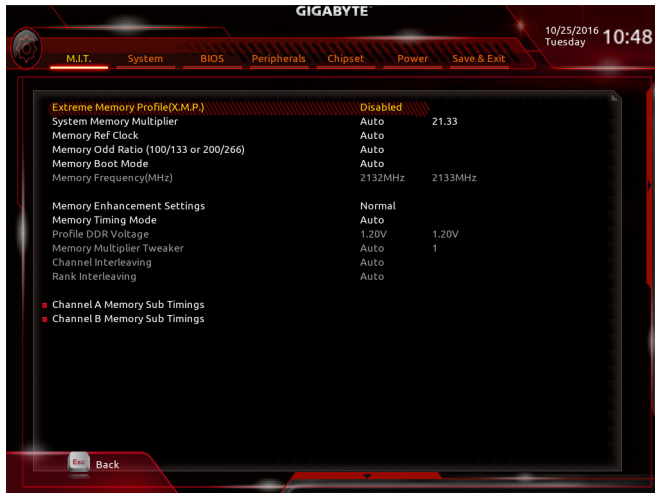 GIGABYTE
10/25/2016 Tuesday 10:48
M.I.T. System BIOS Peripherals Chipset Power Save & Exit
Extreme Memory Profile(X.M.P.) Disabled
System Memory Multiplier Auto 21.33
Memory Ref Clock Auto
Memory Odd Ratio (100/133 or 200/266) Auto
Memory Boot Mode Auto
Memory Frequency(MHz) 2132MHz 2133MHz
Memory Enhancement Settings Normal
Memory Timing Mode Auto
Profile DDR Voltage 1.20V 1.20V
Memory Multiplier Tweaker Auto 1
Channel Interleaving Auto
Rank Interleaving Auto
Channel A Memory Sub Timings
Channel B Memory Sub Timings
Esc Back